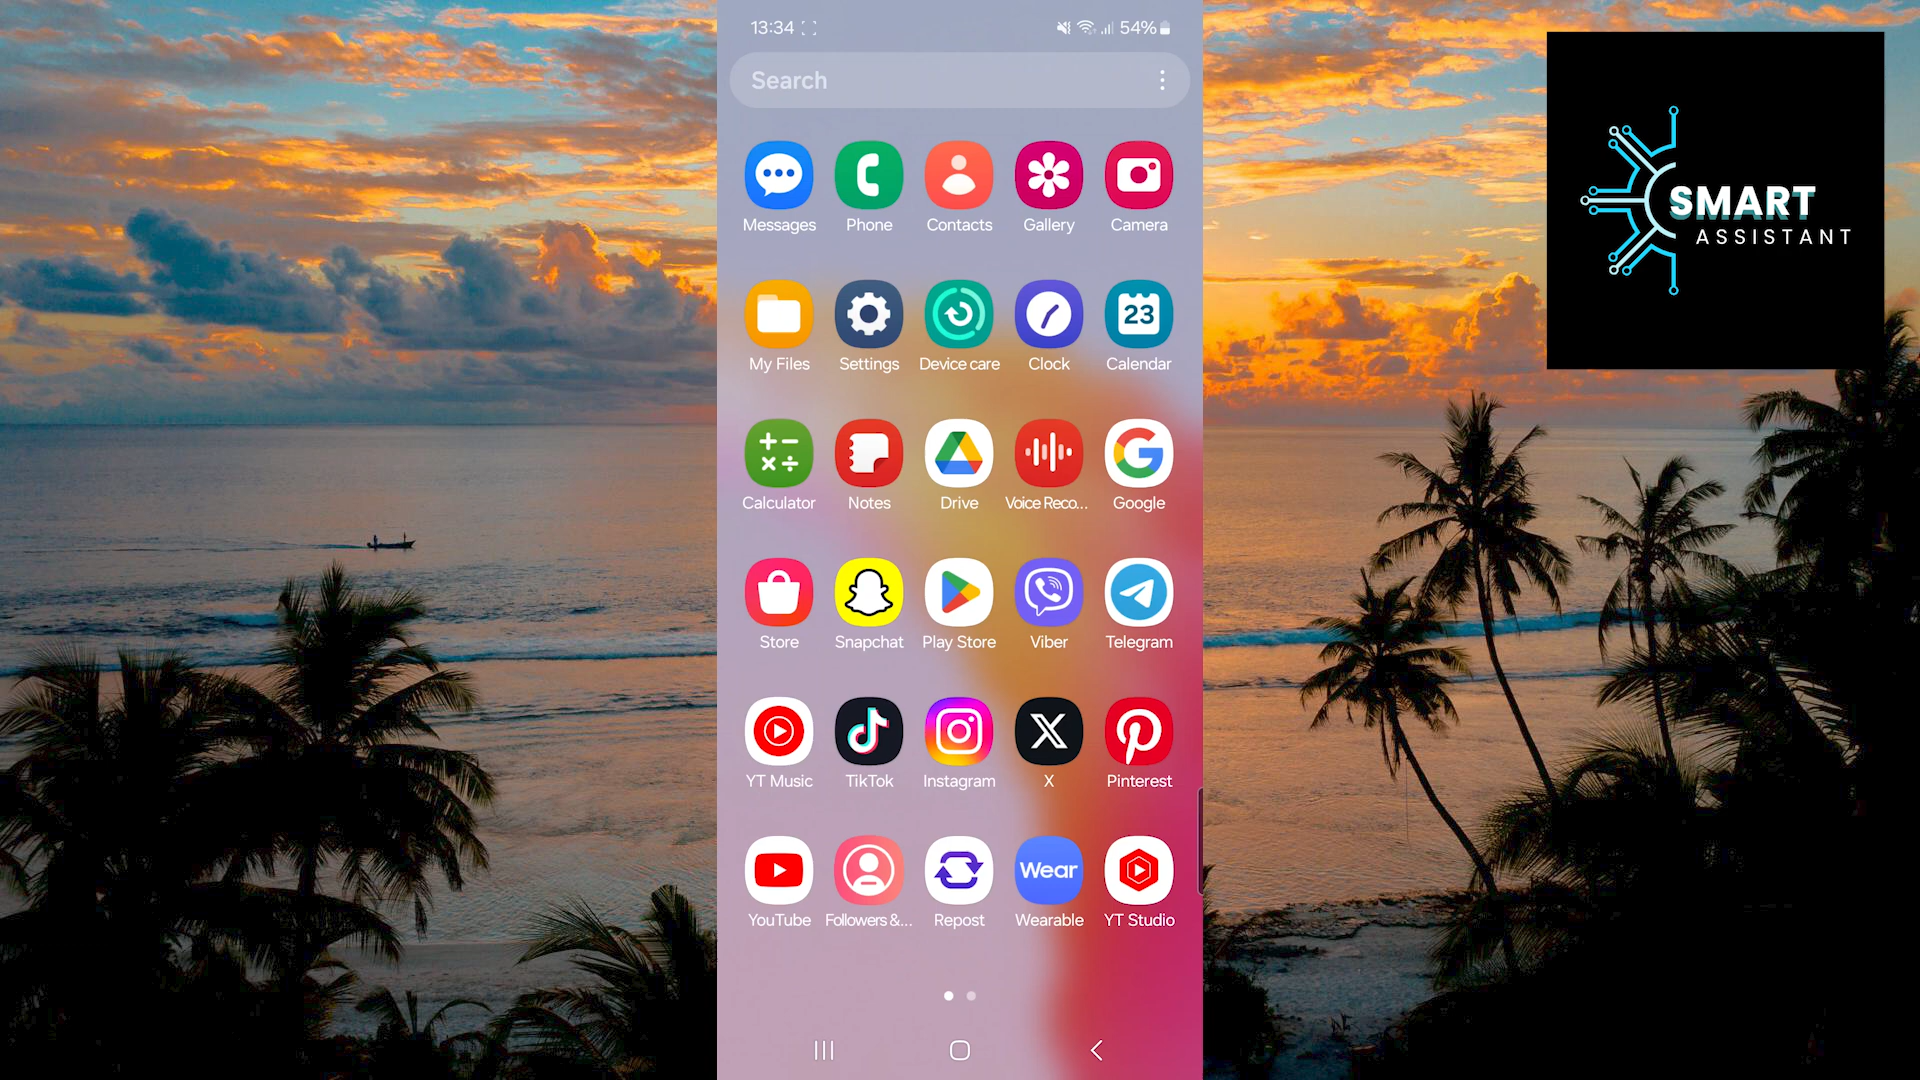 13:34
54%
Search
Messages Phone Contacts Gallery Camera
23
My Files Settings Device care Clock Calendar
Calculator Notes Drive Voice Reco... Google
Store Snapchat Play Store Viber Telegram
YT Music TikTok Instagram X Pinterest
Wear
YouTube Followers &... Repost Wearable YT Studio
SMART
ASSISTANT